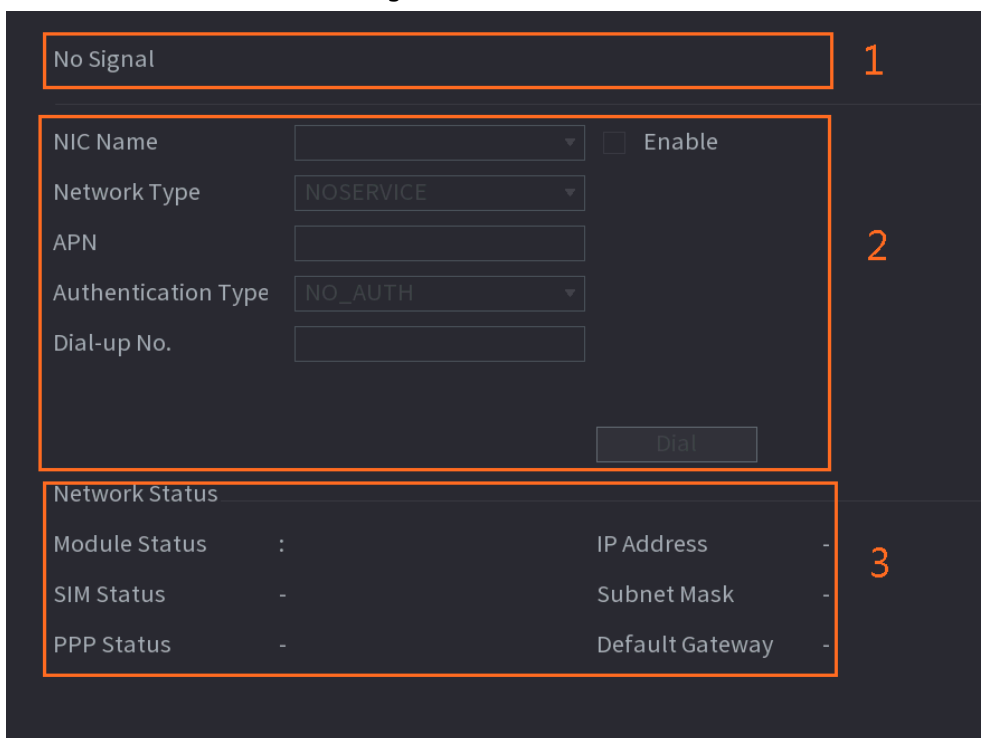 No Signal
1
NIC Name Enable
Network Type NOSERVICE
APN
2
Authentication Type NO_AUTH
Dial-up No.
Dial
Network Status
Module Status : IP Address -
3
SIM Status - Subnet Mask -
PPP Status - Default Gateway -